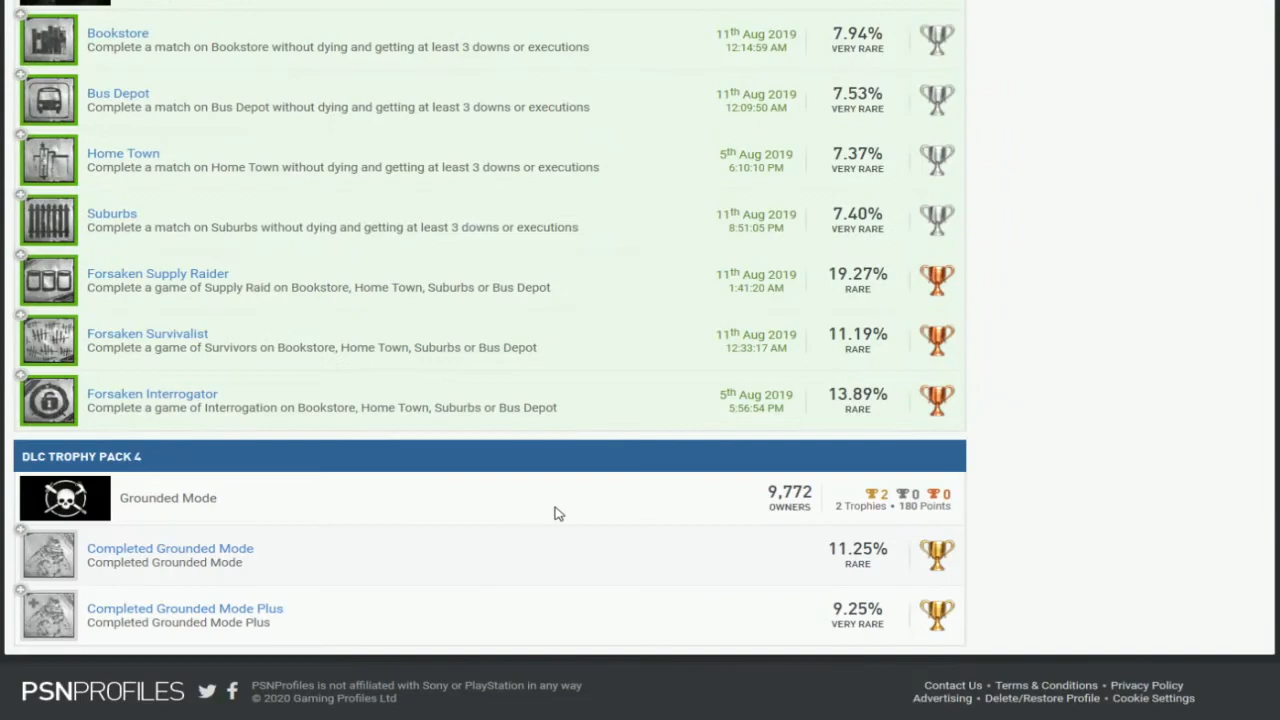 Bookstore
Complete a match on Bookstore without dying and getting at least 3 downs or executions
11th Aug 2019
12:14:59 AM
7.94%
VERY RARE
Bus Depot
Complete a match on Bus Depot without dying and getting at least 3 downs or executions
11th Aug 2019
12:09:50 AM
7.53%
VERY RARE
Home Town
Complete a match on Home Town without dying and getting at least 3 downs or executions
5th Aug 2019
6:10:10 PM
7.37%
VERY RARE
Suburbs
Complete a match on Suburbs without dying and getting at least 3 downs or executions
11th Aug 2019
8:51:05 PM
7.40%
VERY RARE
Forsaken Supply Raider
Complete a game of Supply Raid on Bookstore, Home Town, Suburbs or Bus Depot
11th Aug 2019
1:41:20 AM
19.27%
RARE
Forsaken Survivalist
Complete a game of Survivors on Bookstore, Home Town, Suburbs or Bus Depot
11th Aug 2019
12:33:17 AM
11.19%
RARE
Forsaken Interrogator
Complete a game of Interrogation on Bookstore, Home Town, Suburbs or Bus Depot
5th Aug 2019
5:56:54 PM
13.89%
RARE
DLC TROPHY PACK 4
Grounded Mode
9,772
OWNERS
2 0 0
2 Trophies • 180 Points
Completed Grounded Mode
Completed Grounded Mode
11.25%
RARE
Completed Grounded Mode Plus
Completed Grounded Mode Plus
9.25%
VERY RARE
PSNPROFILES
PSNProfiles is not affiliated with Sony or PlayStation in any way
© 2020 Gaming Profiles Ltd
Contact Us • Terms & Conditions • Privacy Policy
Advertising • Delete/Restore Profile • Cookie Settings